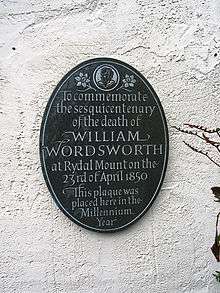 To commemorate
the sesquicentenary
of the death of
WILLIAM
WORDSWORTH
at Rydal Mount on the
23rd of April 1850
This plaque was
placed here in the
Millennium
Year